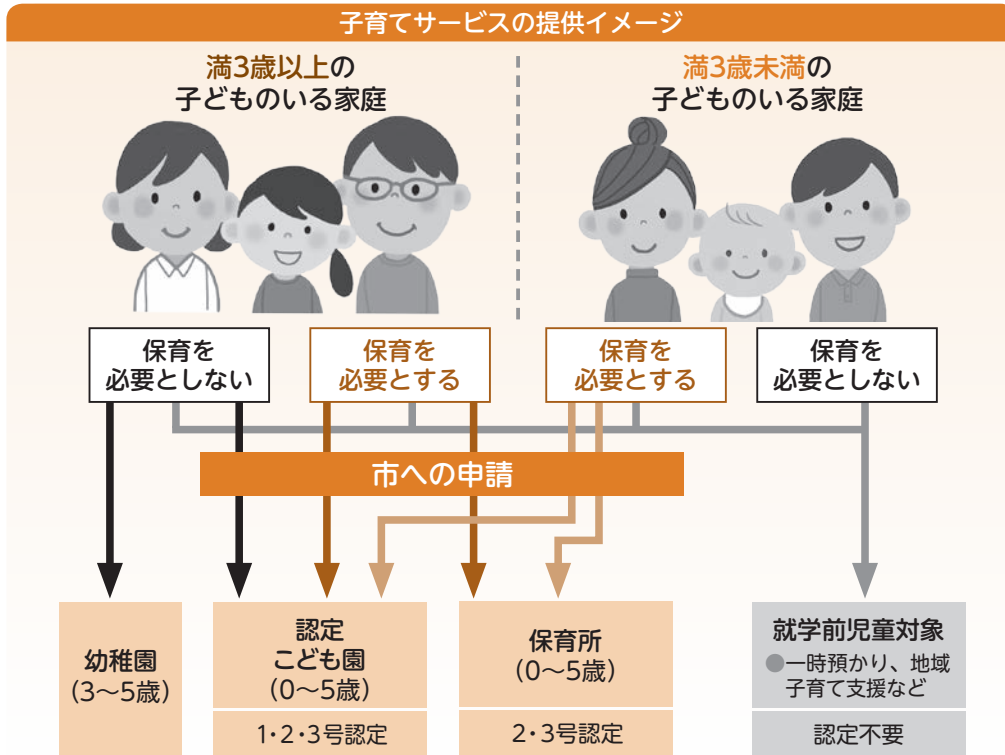 子育てサービスの提供イメージ
満3歳以上の
子どものいる家庭
満3歳未満の
子どものいる家庭
保育を
必要としない
保育を
必要とする
保育を
必要とする
保育を
必要としない
市への申請
幼稚園
(3〜5歳)
認定
こども園
(0〜5歳)
1・2・3号認定
保育所
(0〜5歳)
2・3号認定
就学前児童対象
●一時預かり、地域
子育て支援など
認定不要